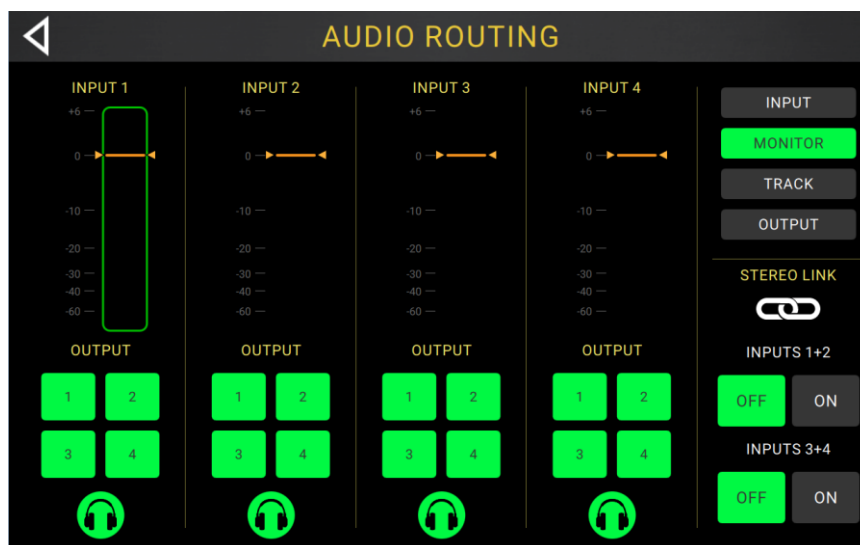 AUDIO ROUTING
INPUT 1
+6
0
-10
-20
-30
-40
-60
OUTPUT
1 2
3 4
INPUT 2
+6
0
-10
-20
-30
-40
-60
OUTPUT
1 2
3 4
INPUT 3
+6
0
-10
-20
-30
-40
-60
OUTPUT
1 2
3 4
INPUT 4
+6
0
-10
-20
-30
-40
-60
OUTPUT
1 2
3 4
INPUT
MONITOR
TRACK
OUTPUT
STEREO LINK
INPUTS 1+2
OFF ON
INPUTS 3+4
OFF ON